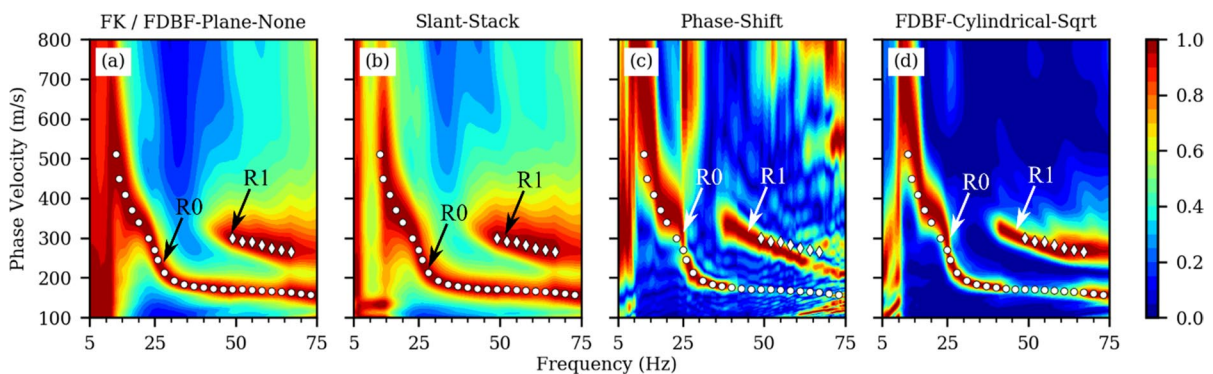 FK / FDBF-Plane-None
Slant-Stack
Phase-Shift
FDBF-Cylindrical-Sqrt
Phase Velocity (m/s)
800
700
600
500
400
300
200
100
(a)
R0
R1
5
25
50
75
(b)
R0
R1
5
25
50
75
(c)
R0
R1
5
25
50
75
(d)
R0
R1
5
25
50
75
1.0
0.8
0.6
0.4
0.2
0.0
Frequency (Hz)